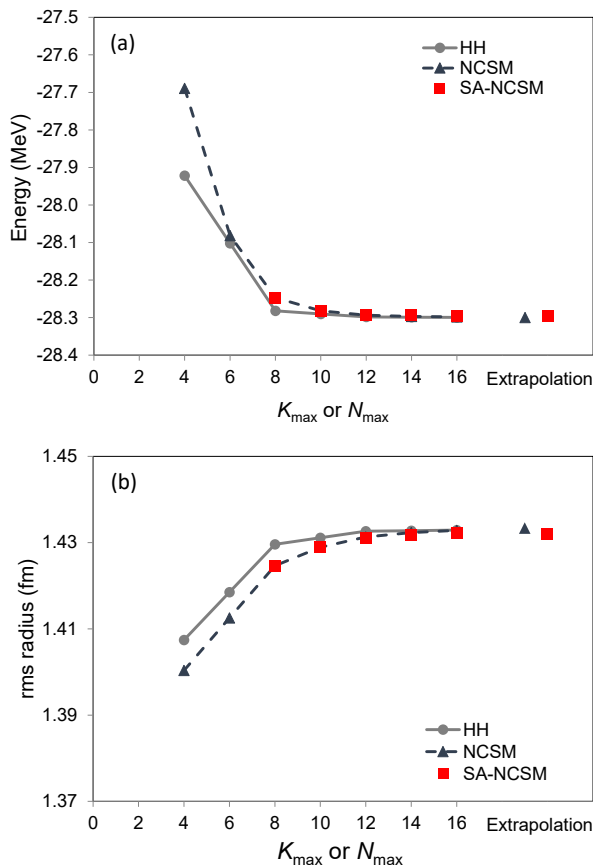 (a)
HH
NCSM
SA-NCSM
Energy (MeV)
-27.5
-27.6
-27.7
-27.8
-27.9
-28.0
-28.1
-28.2
-28.3
-28.4
0 2 4 6 8 10 12 14 16 Extrapolation
Kmax or Nmax
(b)
rms radius (fm)
1.45
1.43
1.41
1.39
1.37
HH
NCSM
SA-NCSM
0 2 4 6 8 10 12 14 16 Extrapolation
Kmax or Nmax